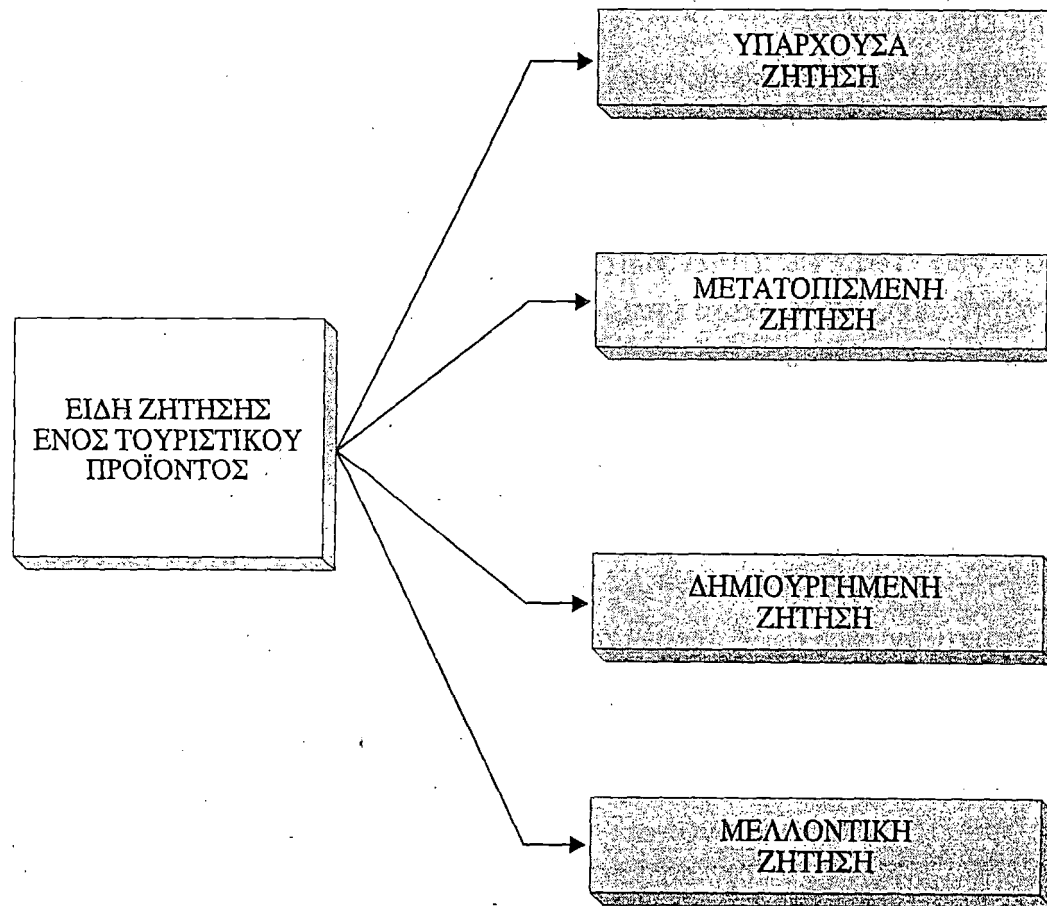 ΥΠΑΡΧΟΥΣΑ
ΖΗΤΗΣΗ
ΜΕΤΑΤΟΠΙΣΜΕΝΗ
ΖΗΤΗΣΗ
ΕΙΔΗ ΖΗΤΗΣΗΣ
ΕΝΟΣ ΤΟΥΡΙΣΤΙΚΟΥ
ΠΡΟΪΟΝΤΟΣ
ΔΗΜΙΟΥΡΓΗΜΕΝΗ
ΖΗΤΗΣΗ
ΜΕΛΛΟΝΤΙΚΗ
ΖΗΤΗΣΗ